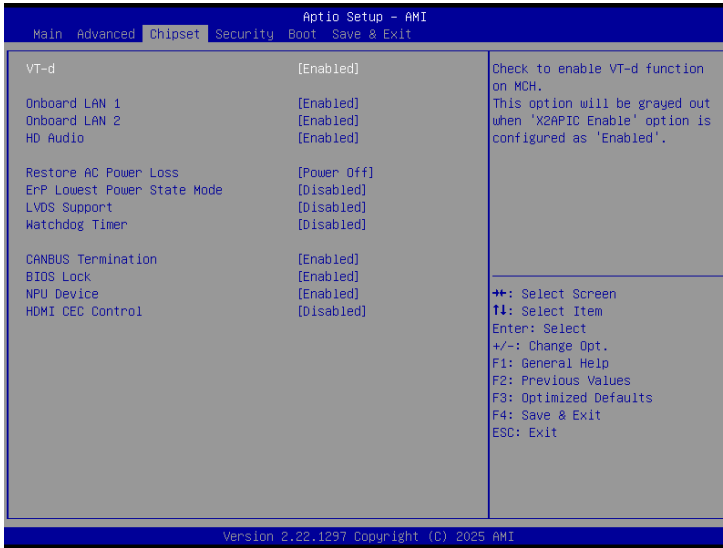 Aptio Setup – AMI
Main Advanced Chipset Security Boot Save & Exit
VT-d [Enabled]
Onboard LAN 1 [Enabled]
Onboard LAN 2 [Enabled]
HD Audio [Enabled]
Restore AC Power Loss [Power Off]
ErP Lowest Power State Mode [Disabled]
LVDS Support [Disabled]
Watchdog Timer [Disabled]
CANBUS Termination [Enabled]
BIOS Lock [Enabled]
NPU Device [Enabled]
HDMI CEC Control [Disabled]
Check to enable VT-d function
on MCH.
This option will be grayed out
when 'X2APIC Enable' option is
configured as 'Enabled'.
→←: Select Screen
↑↓: Select Item
Enter: Select
+/-: Change Opt.
F1: General Help
F2: Previous Values
F3: Optimized Defaults
F4: Save & Exit
ESC: Exit
Version 2.22.1297 Copyright (C) 2025 AMI